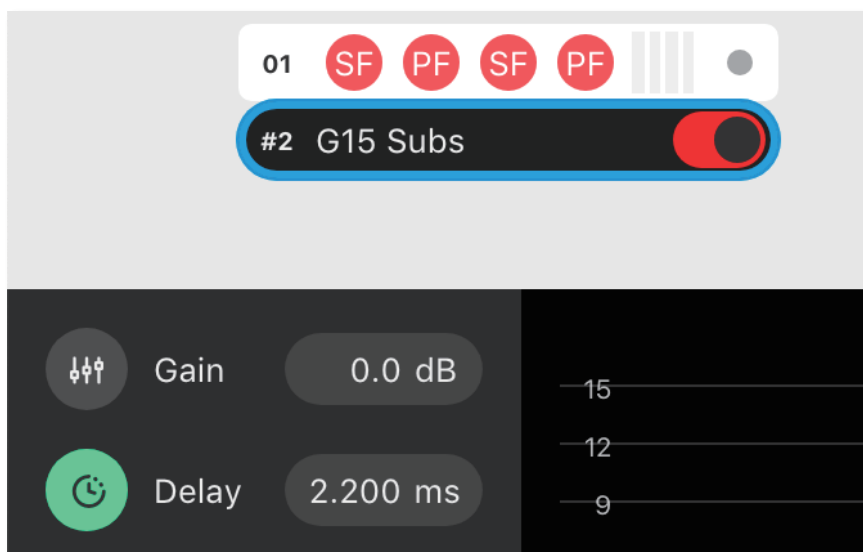 01 SF PF SF PF
#2 G15 Subs
Gain 0.0 dB
Delay 2.200 ms
15
12
9